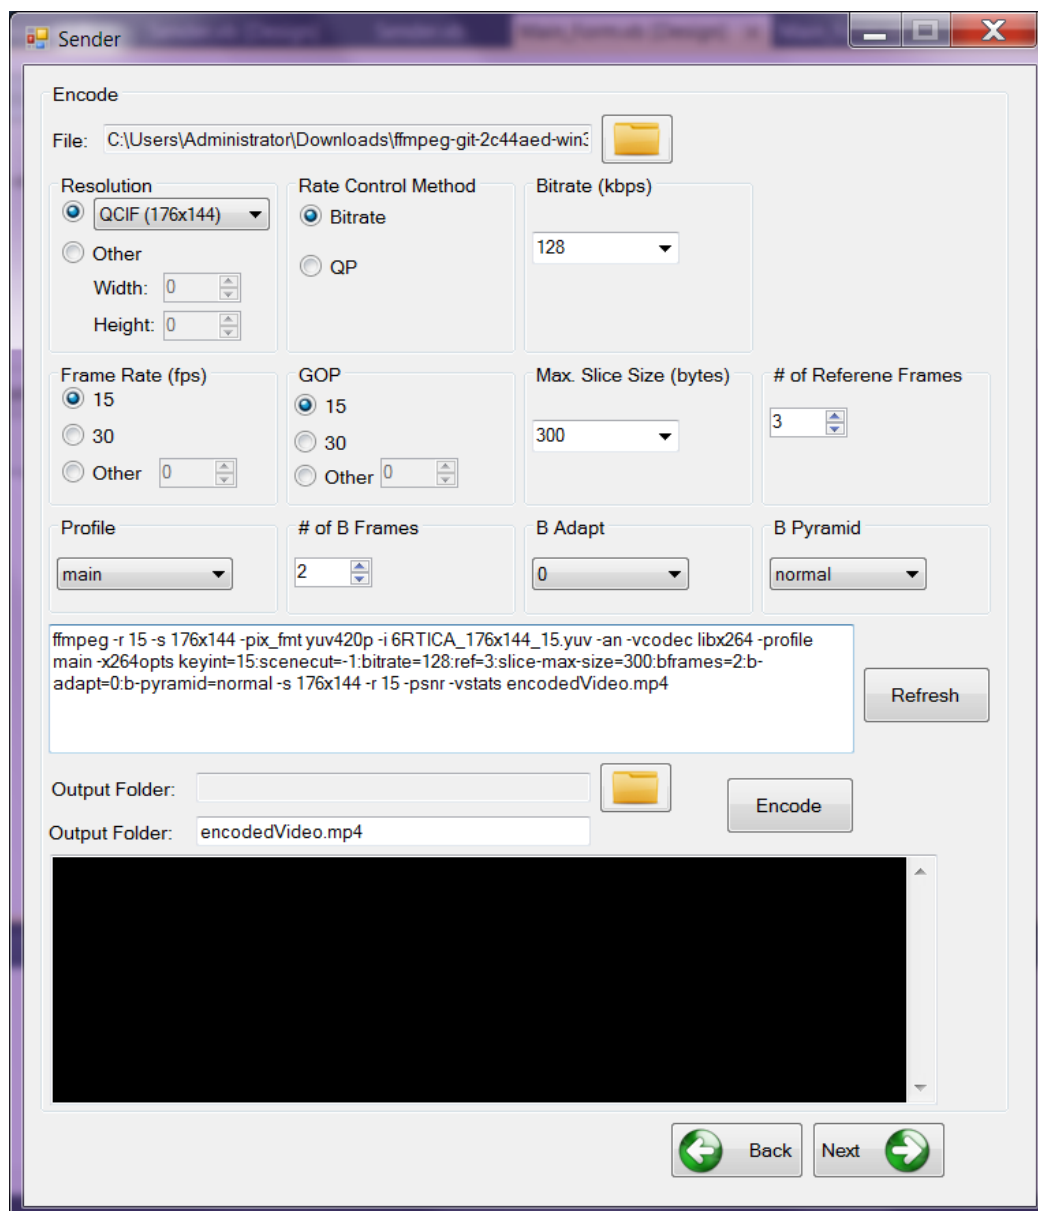 Sender
Encode
File: C:\Users\Administrator\Downloads\ffmpeg-git-2c44aed-win3
Resolution
QCIF (176x144)
Other
Width: 0
Height: 0
Rate Control Method
Bitrate
QP
Bitrate (kbps)
128
Frame Rate (fps)
15
30
Other 0
GOP
15
30
Other 0
Max. Slice Size (bytes)
300
# of Referene Frames
3
Profile
main
# of B Frames
2
B Adapt
0
B Pyramid
normal
ffmpeg -r 15 -s 176x144 -pix_fmt yuv420p -i 6RTICA_176x144_15.yuv -an -vcodec libx264 -profile
main -x264opts keyint=15:scenecut=-1:bitrate=128:ref=3:slice-max-size=300:bframes=2:b-
adapt=0:b-pyramid=normal -s 176x144 -r 15 -psnr -vstats encodedVideo.mp4
Refresh
Output Folder:
Encode
Output Folder: encodedVideo.mp4
Back
Next